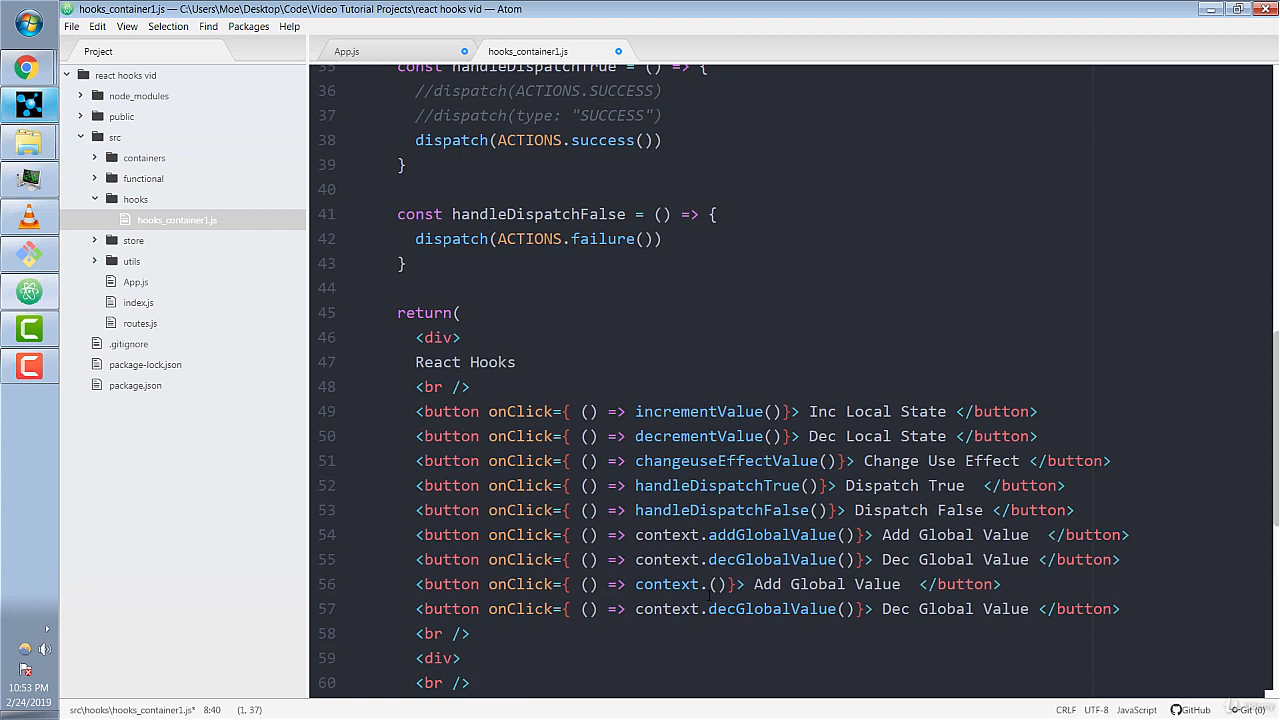 hooks_container1.js — C:\Users\Moe\Desktop\Code\Video Tutorial Projects\react hooks vid — Atom
File Edit View Selection Find Packages Help
Project
App.js
hooks_container1.js
react hooks vid
node_modules
public
src
containers
functional
hooks
hooks_container1.js
store
utils
App.js
index.js
routes.js
.gitignore
package-lock.json
package.json
35 const handleDispatchTrue = () => {
36 //dispatch(ACTIONS.SUCCESS)
37 //dispatch(type: "SUCCESS")
38 dispatch(ACTIONS.success())
39 }
40
41 const handleDispatchFalse = () => {
42 dispatch(ACTIONS.failure())
43 }
44
45 return(
46 <div>
47 React Hooks
48 <br />
49 <button onClick={ () => incrementValue()}> Inc Local State </button>
50 <button onClick={ () => decrementValue()}> Dec Local State </button>
51 <button onClick={ () => changeuseEffectValue()}> Change Use Effect </button>
52 <button onClick={ () => handleDispatchTrue()}> Dispatch True </button>
53 <button onClick={ () => handleDispatchFalse()}> Dispatch False </button>
54 <button onClick={ () => context.addGlobalValue()}> Add Global Value </button>
55 <button onClick={ () => context.decGlobalValue()}> Dec Global Value </button>
56 <button onClick={ () => context.()}> Add Global Value </button>
57 <button onClick={ () => context.decGlobalValue()}> Dec Global Value </button>
58 <br />
59 <div>
60 <br />
10:53 PM
2/24/2019
src\hooks\hooks_container1.js* 8:40 (1, 37)
CRLF UTF-8 JavaScript GitHub Git (0)